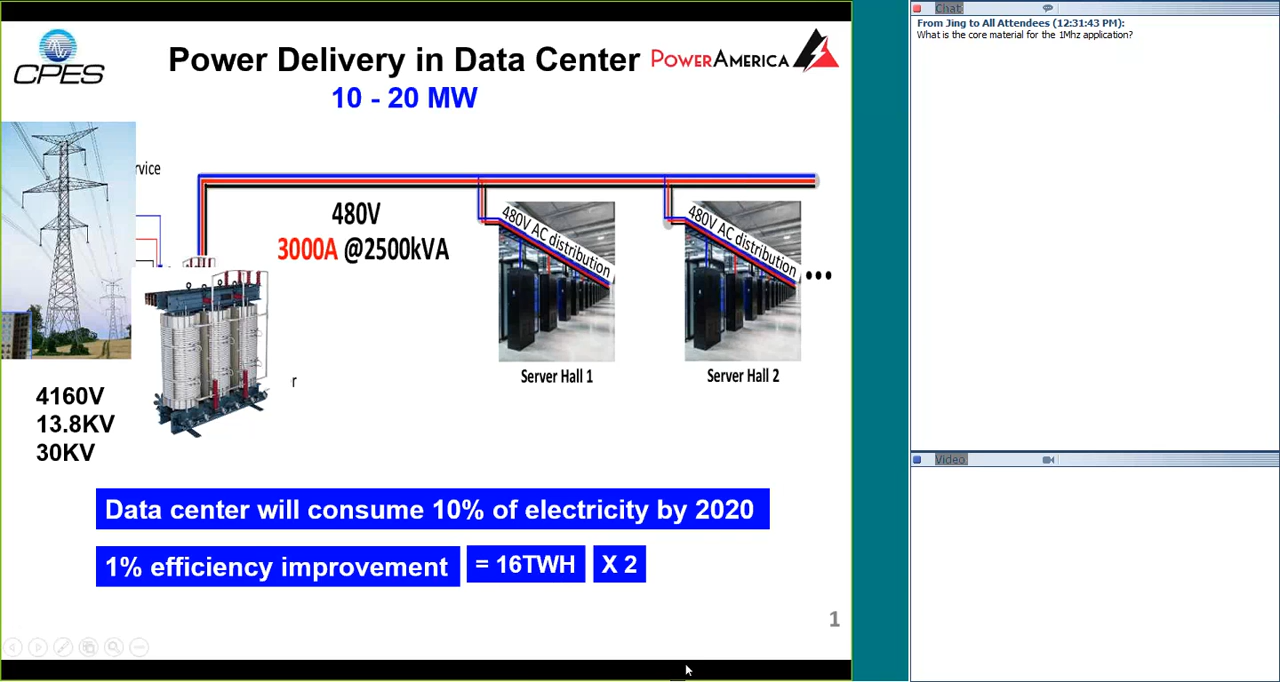 CPES
Power Delivery in Data Center
POWERAMERICA
10 - 20 MW
rvice
480V
3000A @2500kVA
480V AC distribution
480V AC distribution
•••
Server Hall 1
Server Hall 2
r
4160V
13.8KV
30KV
Data center will consume 10% of electricity by 2020
1% efficiency improvement = 16TWH X 2
1
Chat
From Jing to All Attendees (12:31:43 PM):
What is the core material for the 1Mhz application?
Video